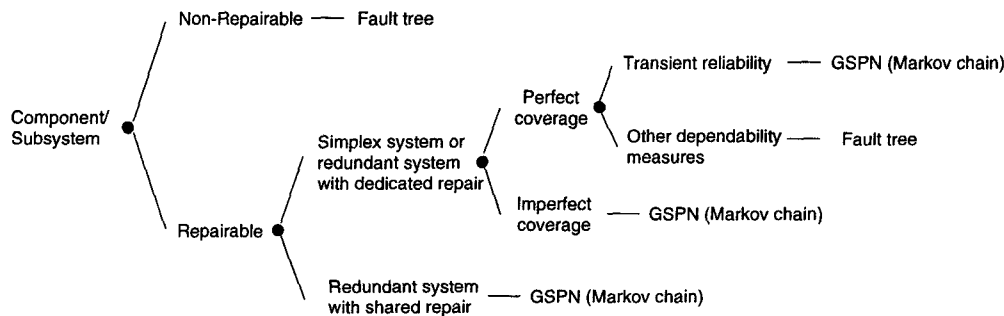 Non-Repairable
Fault tree
Component/
Subsystem
Repairable
Simplex system or
redundant system
with dedicated repair
Perfect
coverage
Transient reliability
GSPN (Markov chain)
Other dependability
measures
Fault tree
Imperfect
coverage
GSPN (Markov chain)
Redundant system
with shared repair
GSPN (Markov chain)